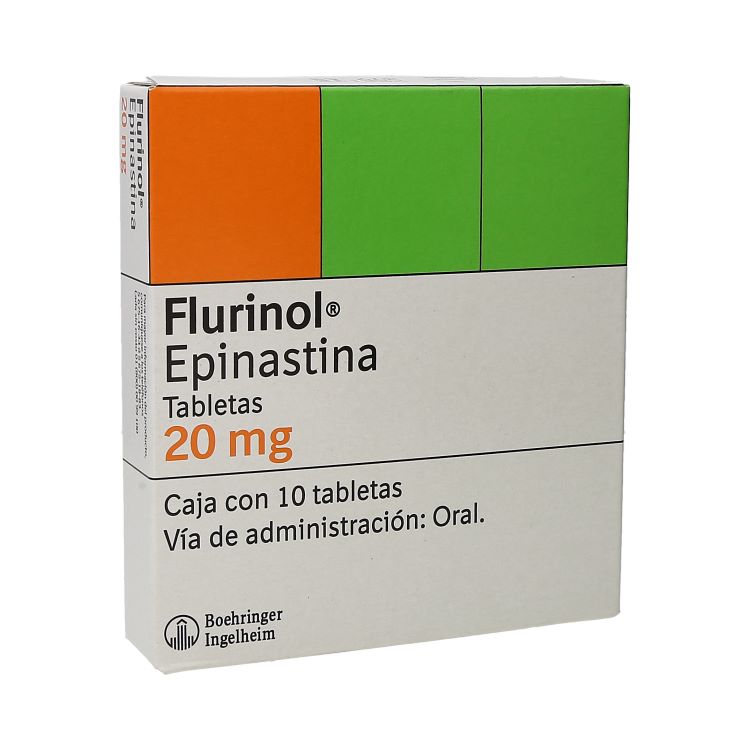 Flurinol®
Epinastina
20 mg
Flurinol®
Epinastina
Tabletas
20 mg
Caja con 10 tabletas
Vía de administración: Oral.
Boehringer
Ingelheim